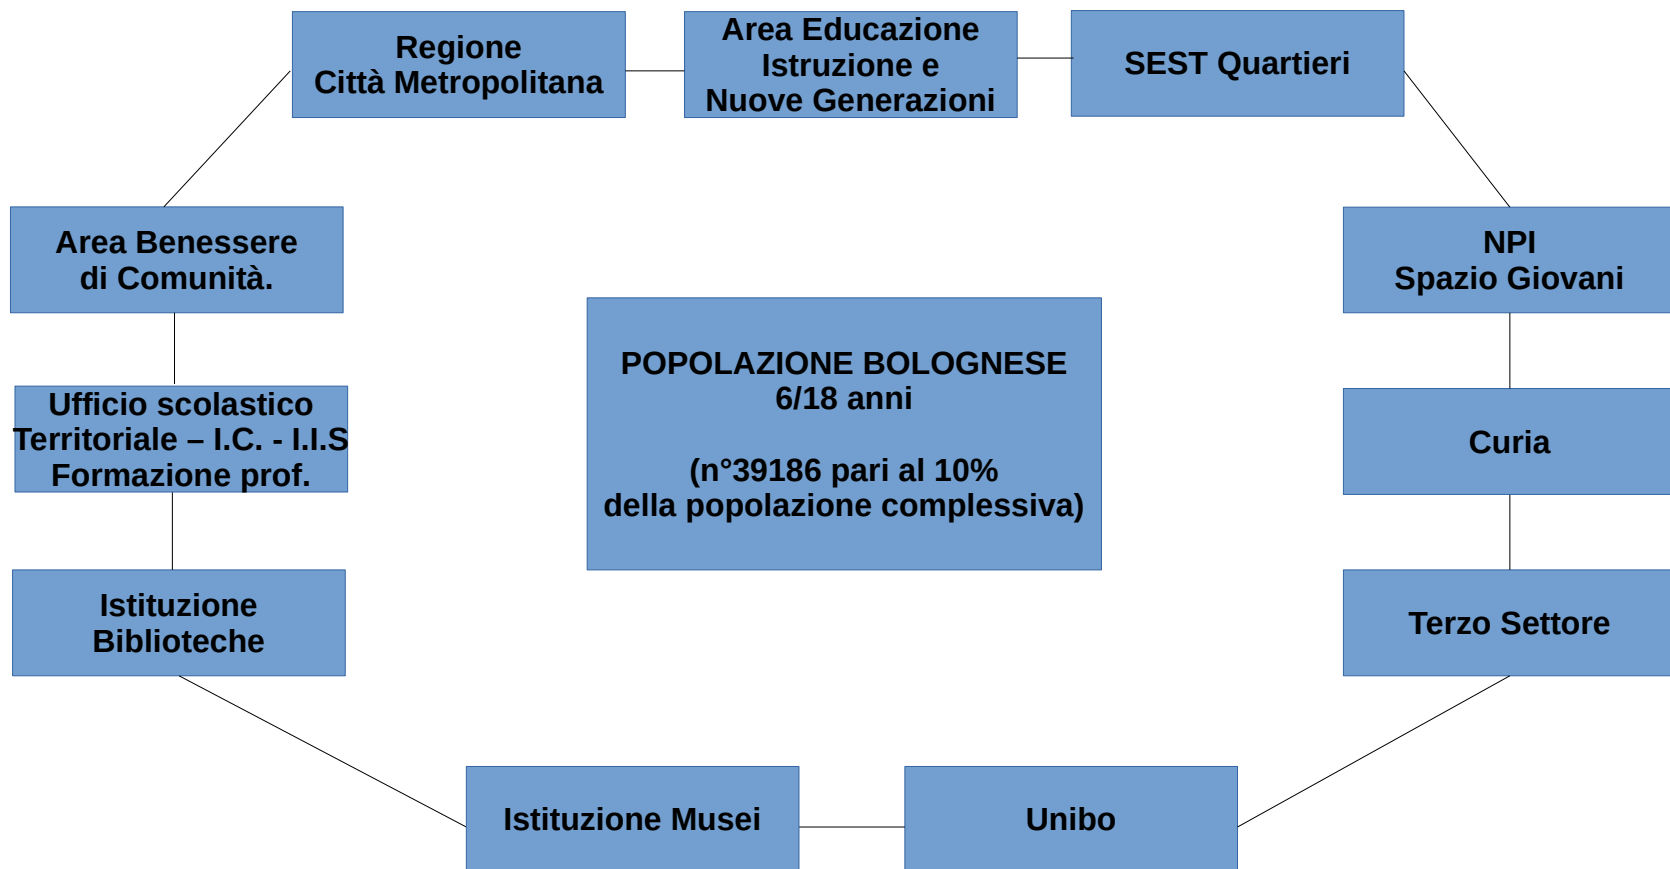 Regione
Città Metropolitana
Area Educazione
Istruzione e
Nuove Generazioni
SEST Quartieri
Area Benessere
di Comunità.
NPI
Spazio Giovani
POPOLAZIONE BOLOGNESE
6/18 anni
(n°39186 pari al 10%
della popolazione complessiva)
Ufficio scolastico
Territoriale – I.C. - I.I.S
Formazione prof.
Curia
Istituzione
Biblioteche
Terzo Settore
Istituzione Musei
Unibo